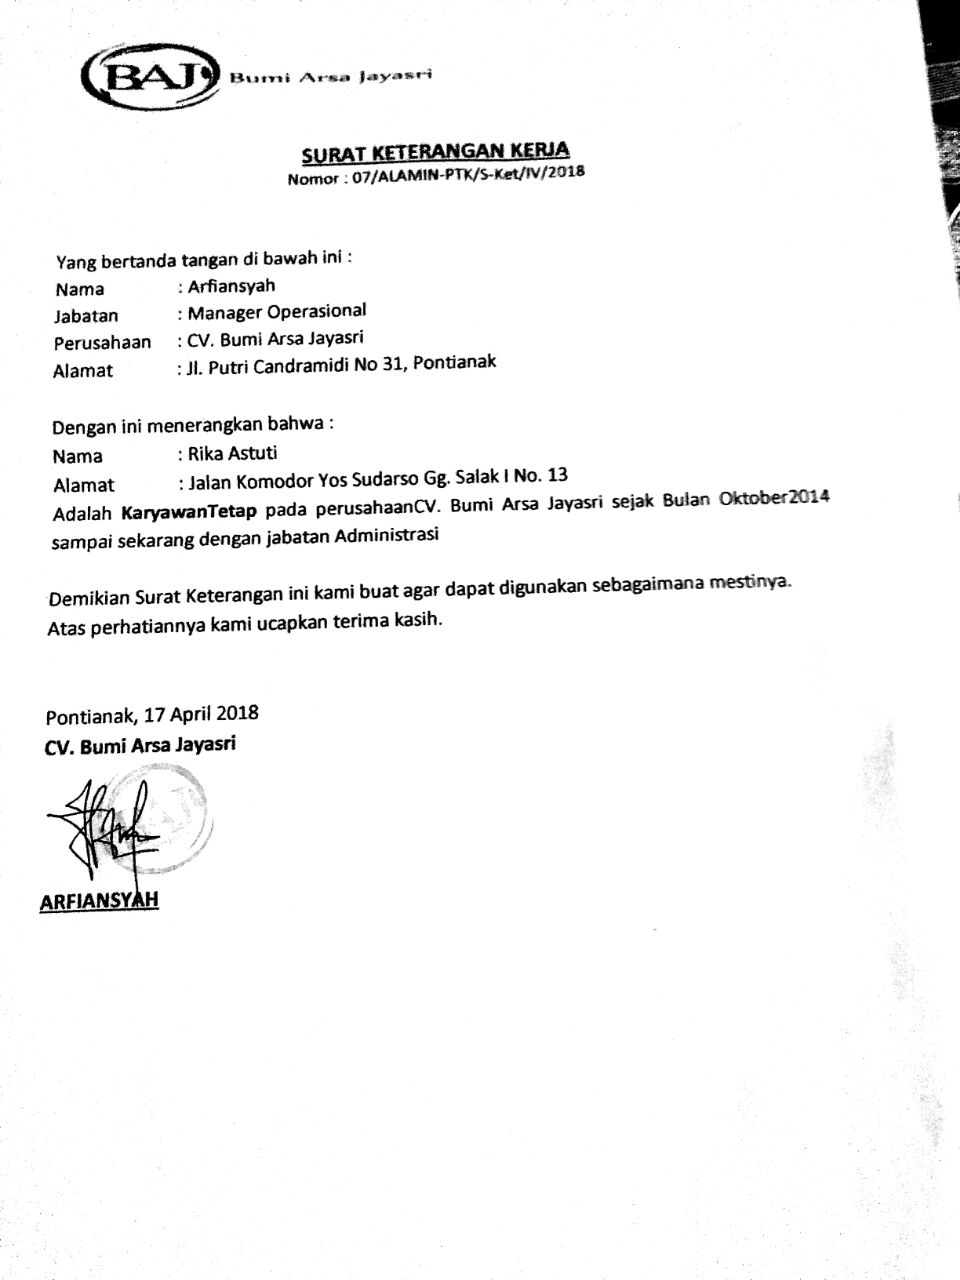 BAJ Bumi Arsa Jayasri
SURAT KETERANGAN KERJA
Nomor : 07/ALAMIN-PTK/S-Ket/IV/2018
Yang bertanda tangan di bawah ini :
Nama : Arfiansyah
Jabatan : Manager Operasional
Perusahaan : CV. Bumi Arsa Jayasri
Alamat : Jl. Putri Candramidi No 31, Pontianak
Dengan ini menerangkan bahwa :
Nama : Rika Astuti
Alamat : Jalan Komodor Yos Sudarso Gg. Salak I No. 13
Adalah KaryawanTetap pada perusahaanCV. Bumi Arsa Jayasri sejak Bulan Oktober2014
sampai sekarang dengan jabatan Administrasi
Demikian Surat Keterangan ini kami buat agar dapat digunakan sebagaimana mestinya.
Atas perhatiannya kami ucapkan terima kasih.
Pontianak, 17 April 2018
CV. Bumi Arsa Jayasri
BAJ
ARFIANSYAH